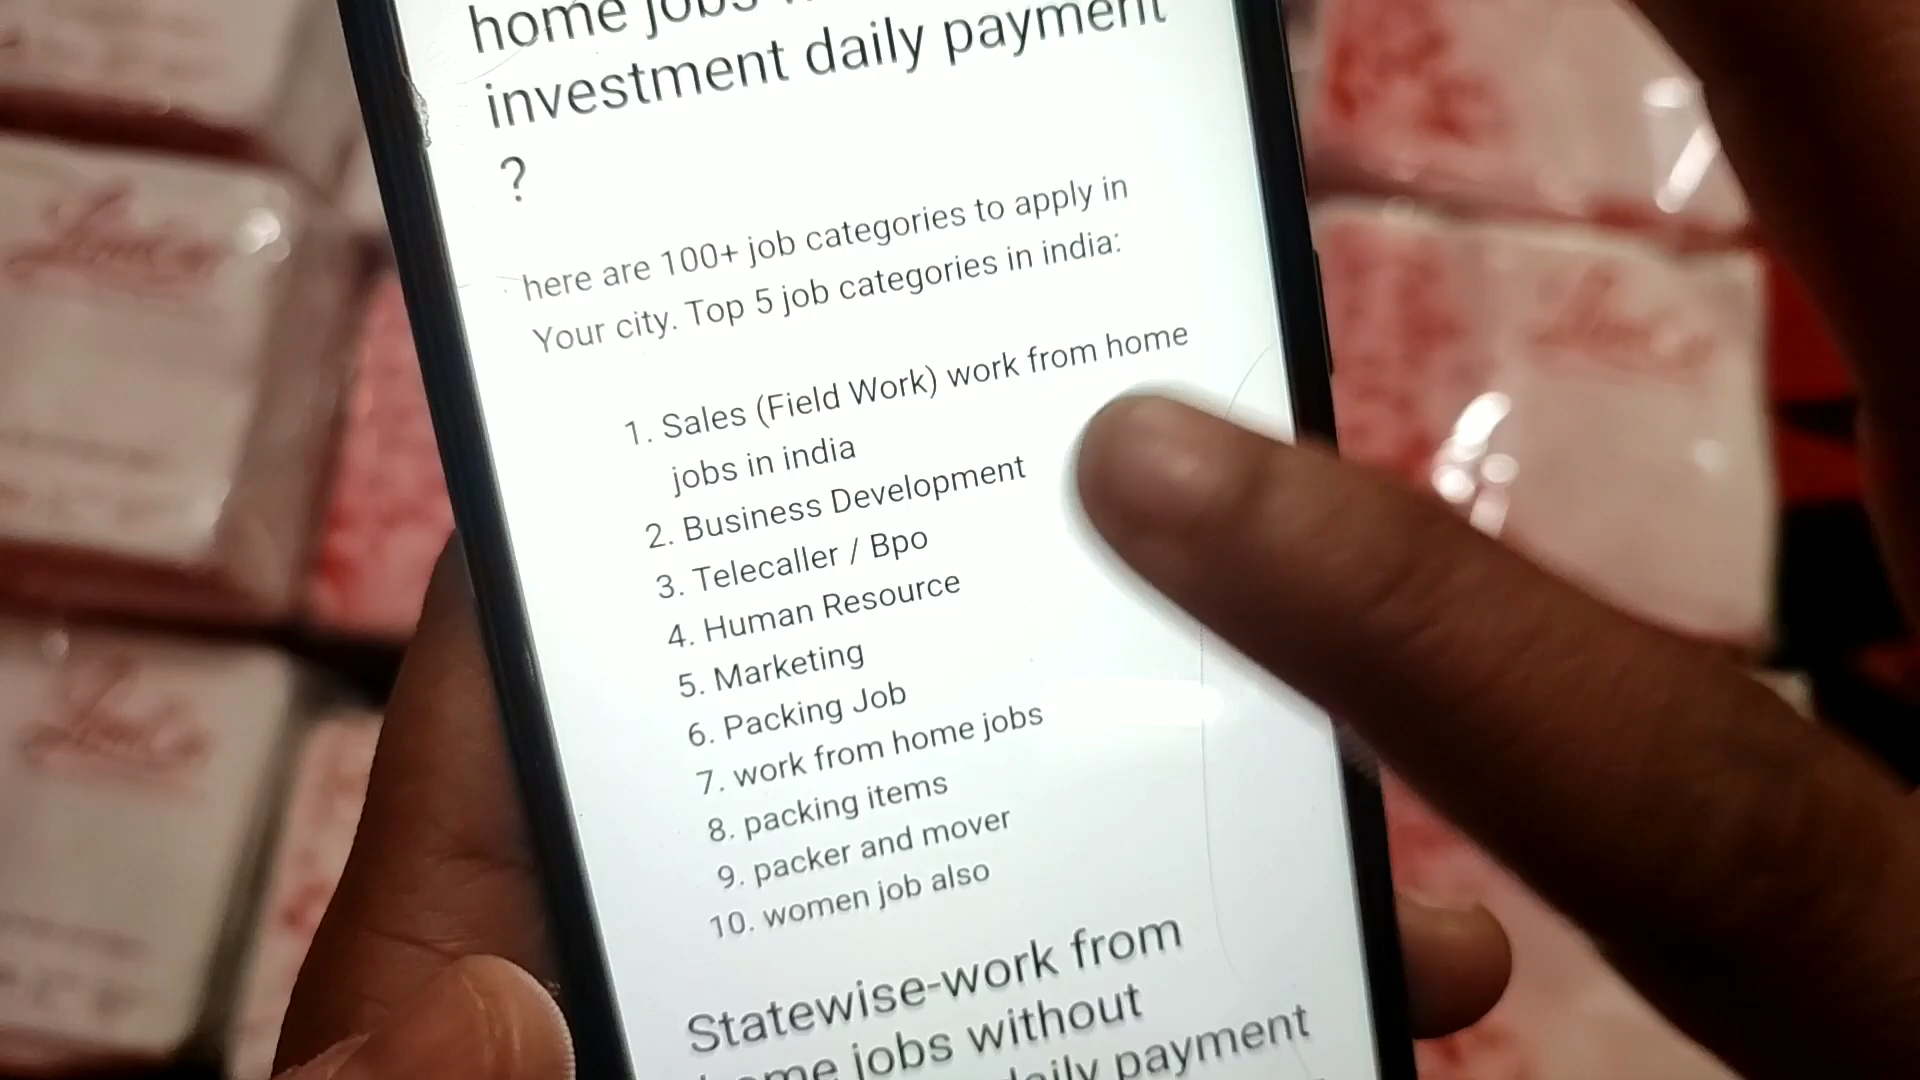 home jobs
investment daily payment
?
here are 100+ job categories to apply in
Your city. Top 5 job categories in india:
1. Sales (Field Work) work from home
jobs in india
2. Business Development
3. Telecaller / Bpo
4. Human Resource
5. Marketing
6. Packing Job
7. work from home jobs
8. packing items
9. packer and mover
10. women job also
Statewise-work from
home jobs without
daily payment